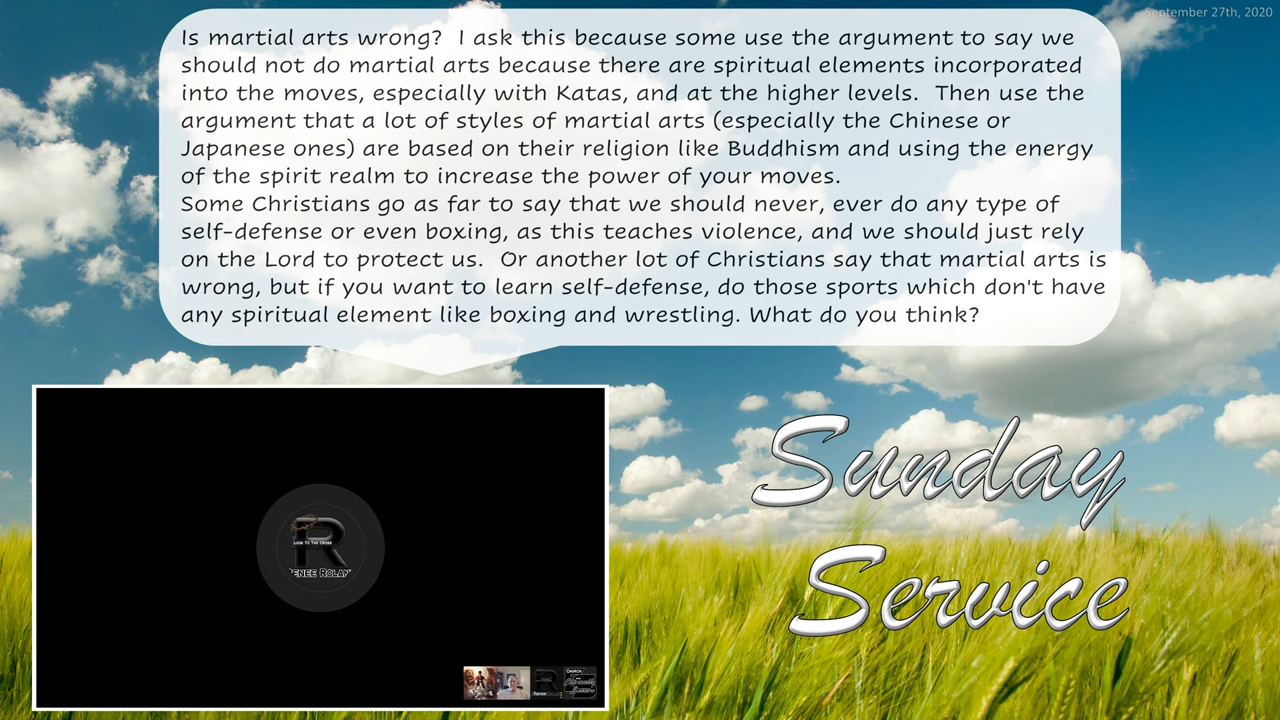 September 27th, 2020
Is martial arts wrong?  I ask this because some use the argument to say we
should not do martial arts because there are spiritual elements incorporated
into the moves, especially with Katas, and at the higher levels.  Then use the
argument that a lot of styles of martial arts (especially the Chinese or
Japanese ones) are based on their religion like Buddhism and using the energy
of the spirit realm to increase the power of your moves.
Some Christians go as far to say that we should never, ever do any type of
self-defense or even boxing, as this teaches violence, and we should just rely
on the Lord to protect us.  Or another lot of Christians say that martial arts is
wrong, but if you want to learn self-defense, do those sports which don't have
any spiritual element like boxing and wrestling. What do you think?
Sunday
Service
R
Look To The Cross
Renee
Church